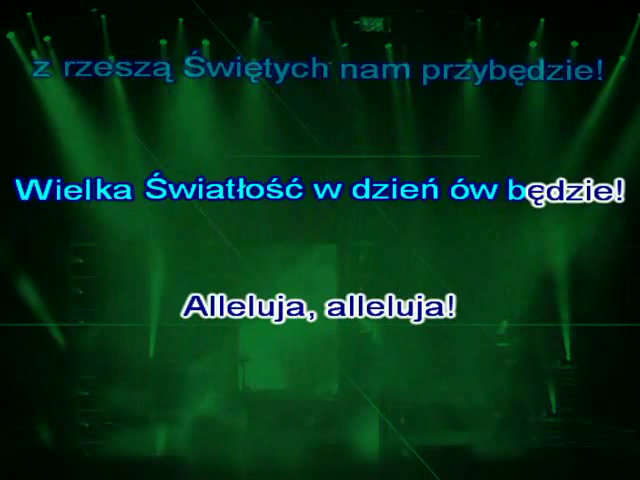 z rzeszą Świętych nam przybędzie!
Wielka Światłość w dzień ów będzie!
Alleluja, alleluja!